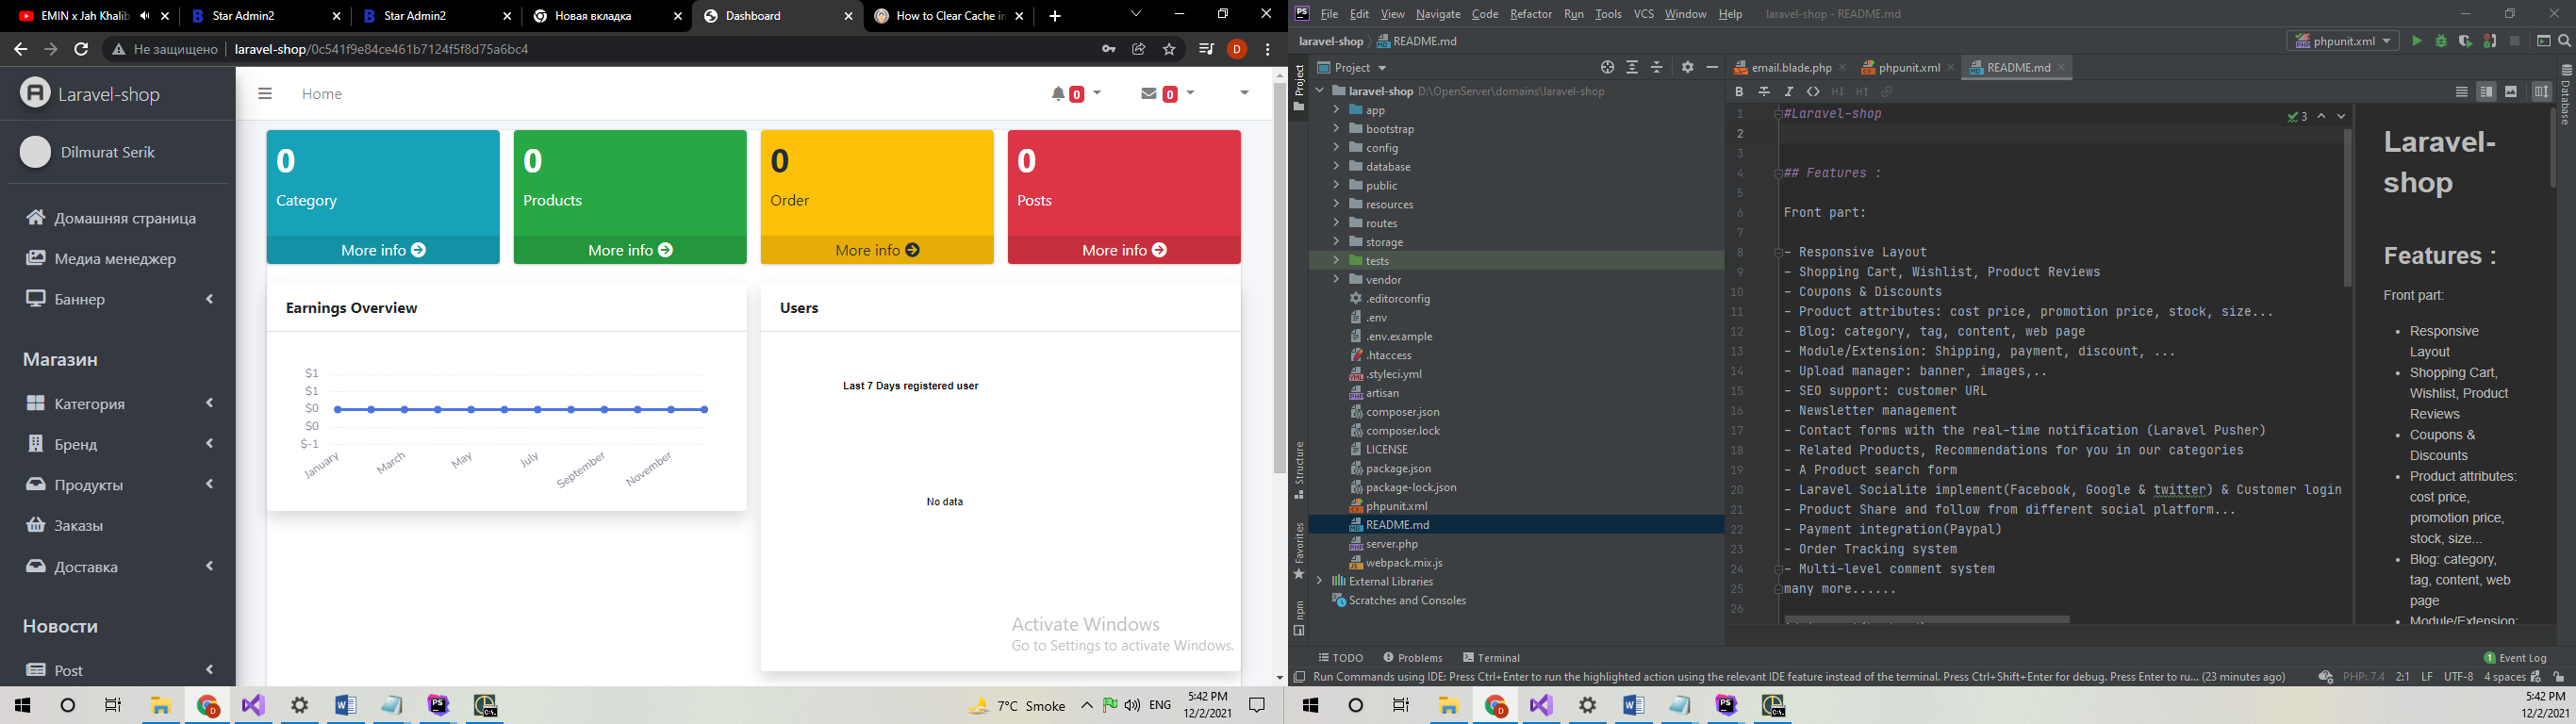 EMIN x Jah Khalib
Star Admin2
Star Admin2
Новая вкладка
Dashboard
How to Clear Cache in
Не защищено
laravel-shop/0c541f9e84ce461b7124f5f8d75a6bc4
D
Laravel-shop
Dilmurat Serik
Домашняя страница
Медиа менеджер
Баннер
Магазин
Категория
Бренд
Продукты
Заказы
Доставка
Новости
Post
Home
0
0
0
Category
More info
0
Products
More info
0
Order
More info
0
Posts
More info
Earnings Overview
$1
$1
$0
$0
$-1
January
March
May
July
September
November
Users
Last 7 Days registered user
No data
Activate Windows
Go to Settings to activate Windows.
7°C Smoke
ENG
5:42 PM
12/2/2021
PS
File Edit View Navigate Code Refactor Run Tools VCS Window Help
laravel-shop - README.md
laravel-shop
README.md
phpunit.xml
Project
Project
Structure
Favorites
npm
Database
laravel-shop D:\OpenServer\domains\laravel-shop
app
bootstrap
config
database
public
resources
routes
storage
tests
vendor
.editorconfig
.env
.env.example
.htaccess
.styleci.yml
artisan
composer.json
composer.lock
LICENSE
package.json
package-lock.json
phpunit.xml
README.md
server.php
webpack.mix.js
External Libraries
Scratches and Consoles
email.blade.php
phpunit.xml
README.md
3
1 #Laravel-shop
2
3
4 ## Features :
5
6 Front part:
7
8 - Responsive Layout
9 - Shopping Cart, Wishlist, Product Reviews
10 - Coupons & Discounts
11 - Product attributes: cost price, promotion price, stock, size...
12 - Blog: category, tag, content, web page
13 - Module/Extension: Shipping, payment, discount, ...
14 - Upload manager: banner, images,..
15 - SEO support: customer URL
16 - Newsletter management
17 - Contact forms with the real-time notification (Laravel Pusher)
18 - Related Products, Recommendations for you in our categories
19 - A Product search form
20 - Laravel Socialite implement(Facebook, Google & twitter) & Customer login
21 - Product Share and follow from different social platform...
22 - Payment integration(Paypal)
23 - Order Tracking system
24 - Multi-level comment system
25 many more......
26
Laravel-
shop
Features :
Front part:
Responsive
Layout
Shopping Cart,
Wishlist, Product
Reviews
Coupons &
Discounts
Product attributes:
cost price,
promotion price,
stock, size...
Blog: category,
tag, content, web
page
Module/Extension:
TODO
Problems
Terminal
1 Event Log
Run Commands using IDE: Press Ctrl+Enter to run the highlighted action using the relevant IDE feature instead of the terminal. Press Ctrl+Shift+Enter for debug. Press Enter to ru... (23 minutes ago)
PHP: 7.4 2:1 LF UTF-8 4 spaces
5:42 PM
12/2/2021